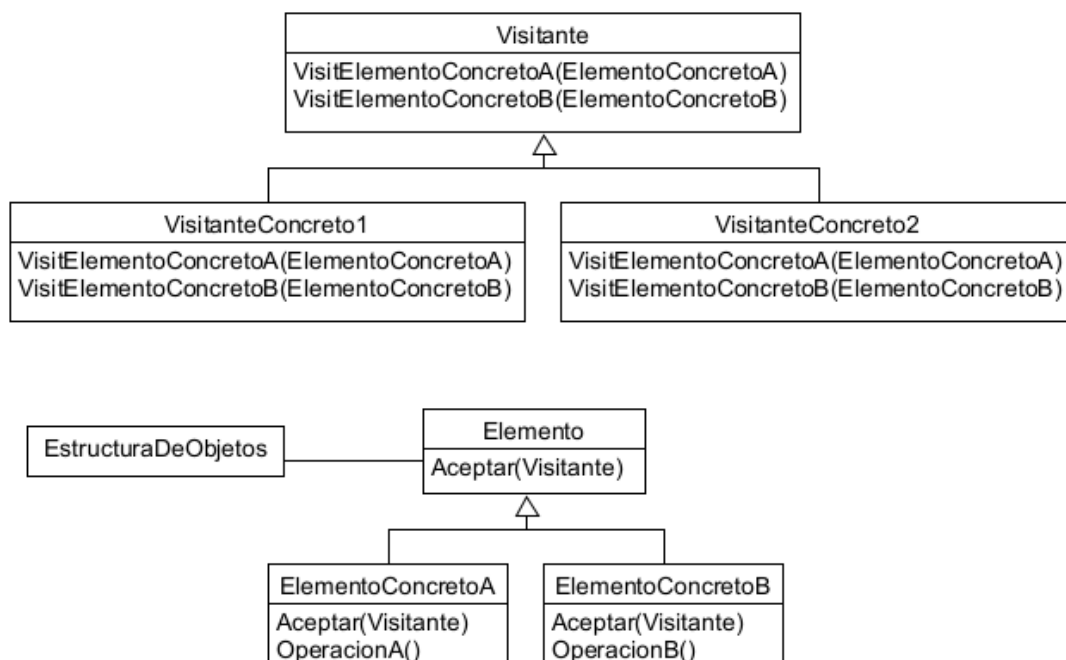 Visitante
VisitElementoConcretoA(ElementoConcretoA)
VisitElementoConcretoB(ElementoConcretoB)
VisitanteConcreto1
VisitElementoConcretoA(ElementoConcretoA)
VisitElementoConcretoB(ElementoConcretoB)
VisitanteConcreto2
VisitElementoConcretoA(ElementoConcretoA)
VisitElementoConcretoB(ElementoConcretoB)
EstructuraDeObjetos
Elemento
Aceptar(Visitante)
ElementoConcretoA
Aceptar(Visitante)
OperacionA()
ElementoConcretoB
Aceptar(Visitante)
OperacionB()